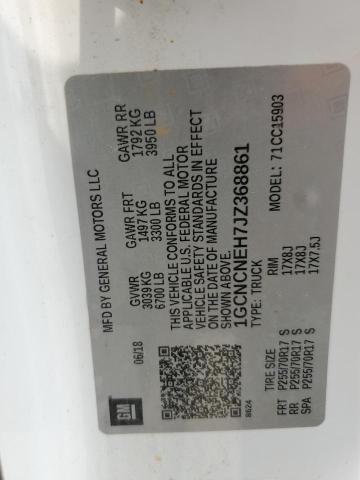 MFD BY GENERAL MOTORS LLC
06/18
GVWR GAWR FRT GAWR RR
3039 KG 1497 KG 1792 KG
6700 LB 3300 LB 3950 LB
THIS VEHICLE CONFORMS TO ALL
APPLICABLE U.S. FEDERAL MOTOR
VEHICLE SAFETY STANDARDS IN EFFECT
ON THE DATE OF MANUFACTURE
SHOWN ABOVE.
1GCNCNEH7JZ368861
TYPE: TRUCK MODEL: 71CC15903
GM
8624
TIRE SIZE RIM
FRT P255/70R17 S 17X8J
RR P255/70R17 S 17X8J
SPA P255/70R17 S 17X7.5J